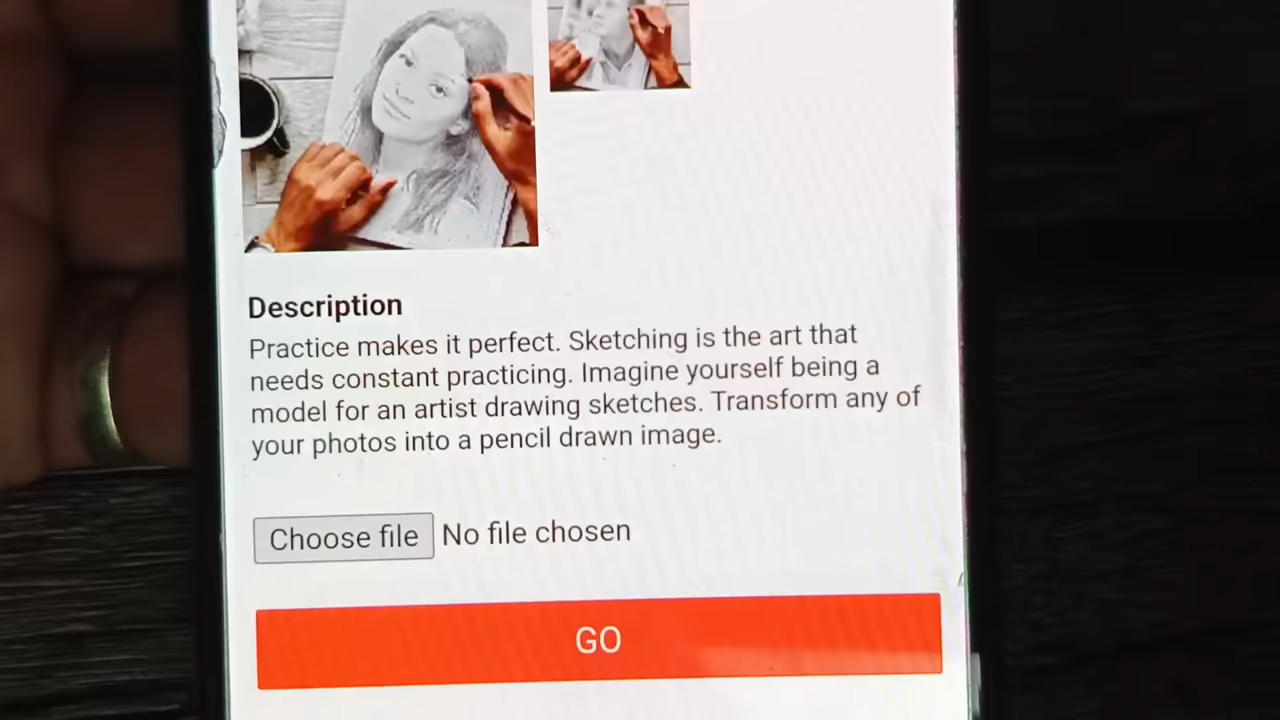 Description
Practice makes it perfect. Sketching is the art that
needs constant practicing. Imagine yourself being a
model for an artist drawing sketches. Transform any of
your photos into a pencil drawn image.
Choose file No file chosen
GO